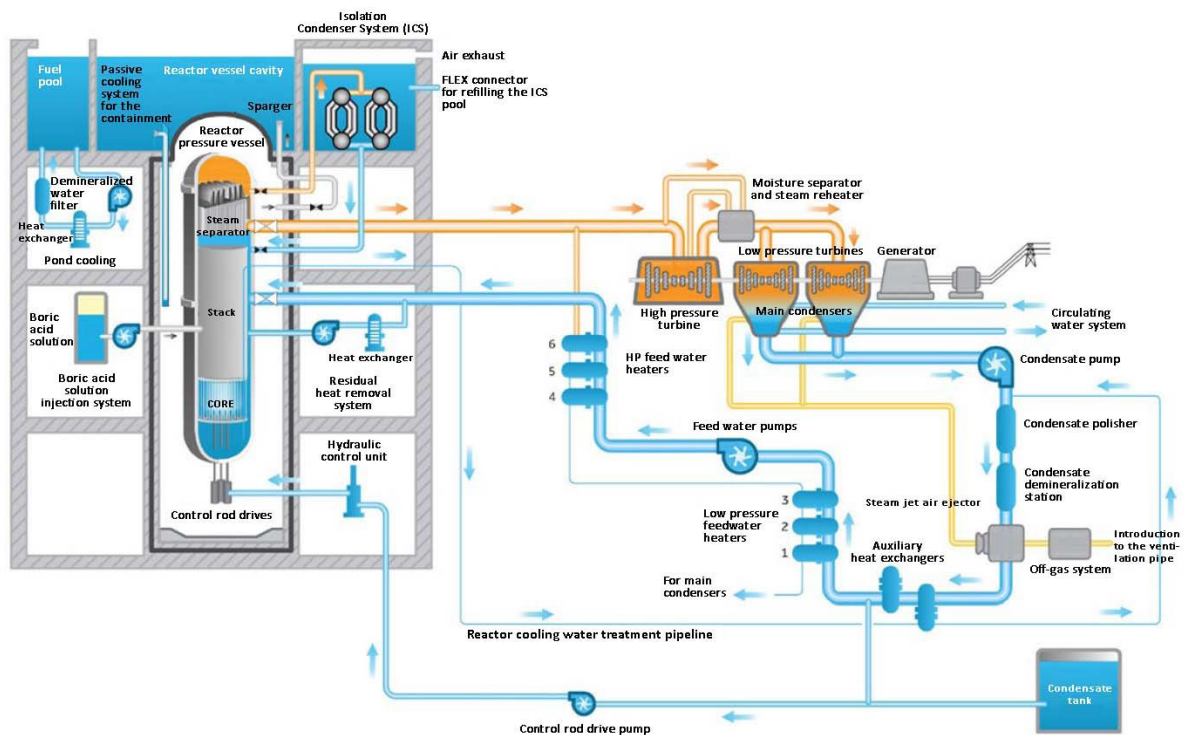 Isolation
Condenser System (ICS)
Air exhaust
FLEX connector
for refilling the ICS
pool
Fuel
pool
Passive
cooling
system
for the
containment
Reactor vessel cavity
Sparger
Reactor
pressure vessel
Demineralized
water
filter
Heat
exchanger
Pond cooling
Steam
separator
Moisture separator
and steam reheater
Low pressure turbines
Generator
High pressure
turbine
Main condensers
Circulating
water system
Boric
acid
solution
Boric acid
solution
injection system
Stack
Heat exchanger
Residual
heat removal
system
CORE
6
5
4
HP feed water
heaters
Condensate pump
Feed water pumps
Condensate polisher
Hydraulic
control unit
Control rod drives
Condensate
demineralization
station
3
2
1
Low pressure
feedwater
heaters
Steam jet air ejector
Auxiliary
heat exchangers
Introduction
to the venti-
lation pipe
Off-gas system
For main
condensers
Reactor cooling water treatment pipeline
Condensate
tank
Control rod drive pump